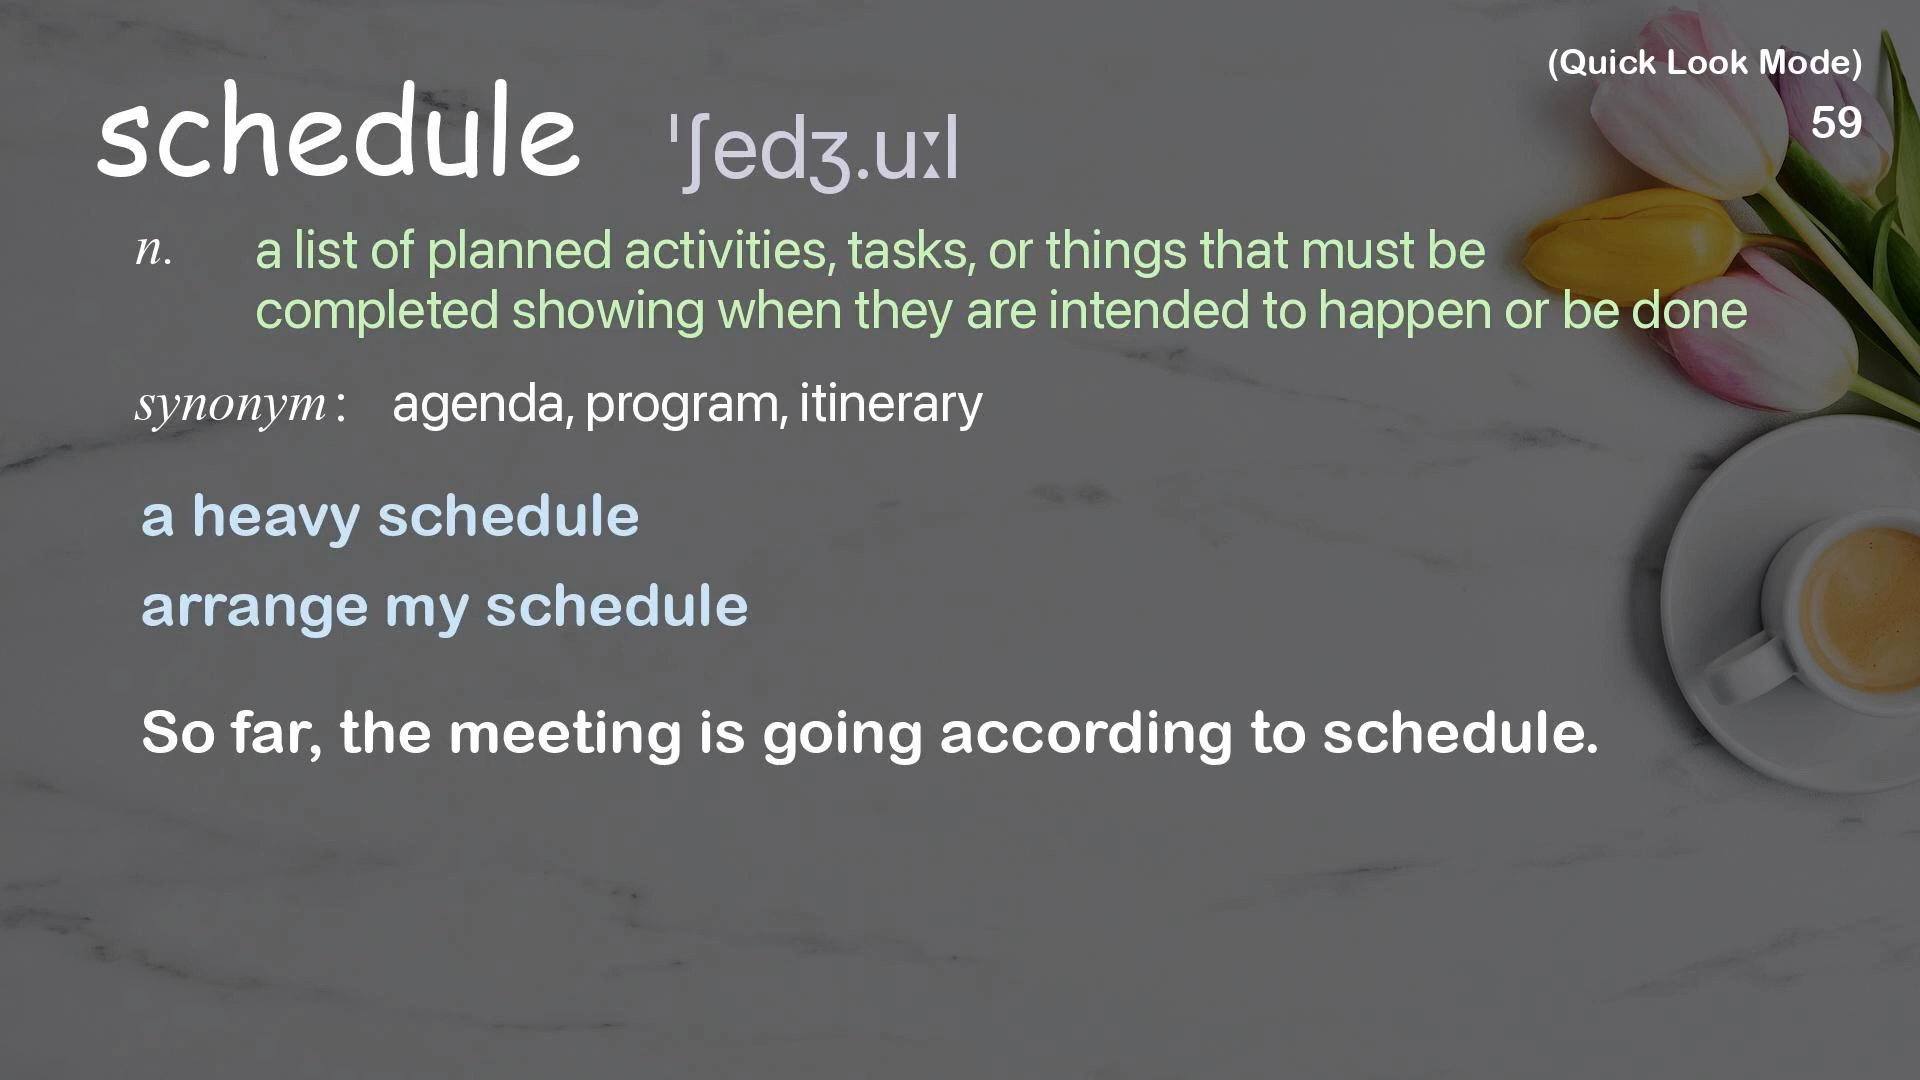 (Quick Look Mode)
59
schedule ˈʃedʒ.uːl
n. a list of planned activities, tasks, or things that must be
completed showing when they are intended to happen or be done
synonym: agenda, program, itinerary
a heavy schedule
arrange my schedule
So far, the meeting is going according to schedule.